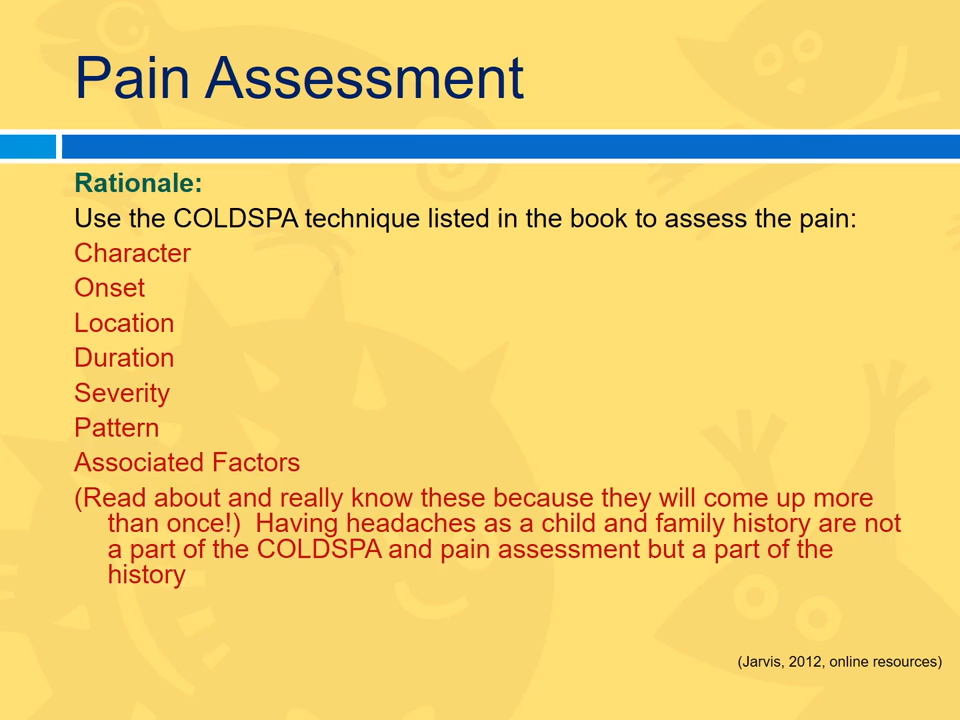 Pain Assessment
Rationale:
Use the COLDSPA technique listed in the book to assess the pain:
Character
Onset
Location
Duration
Severity
Pattern
Associated Factors
(Read about and really know these because they will come up more
than once!)  Having headaches as a child and family history are not
a part of the COLDSPA and pain assessment but a part of the
history
(Jarvis, 2012, online resources)